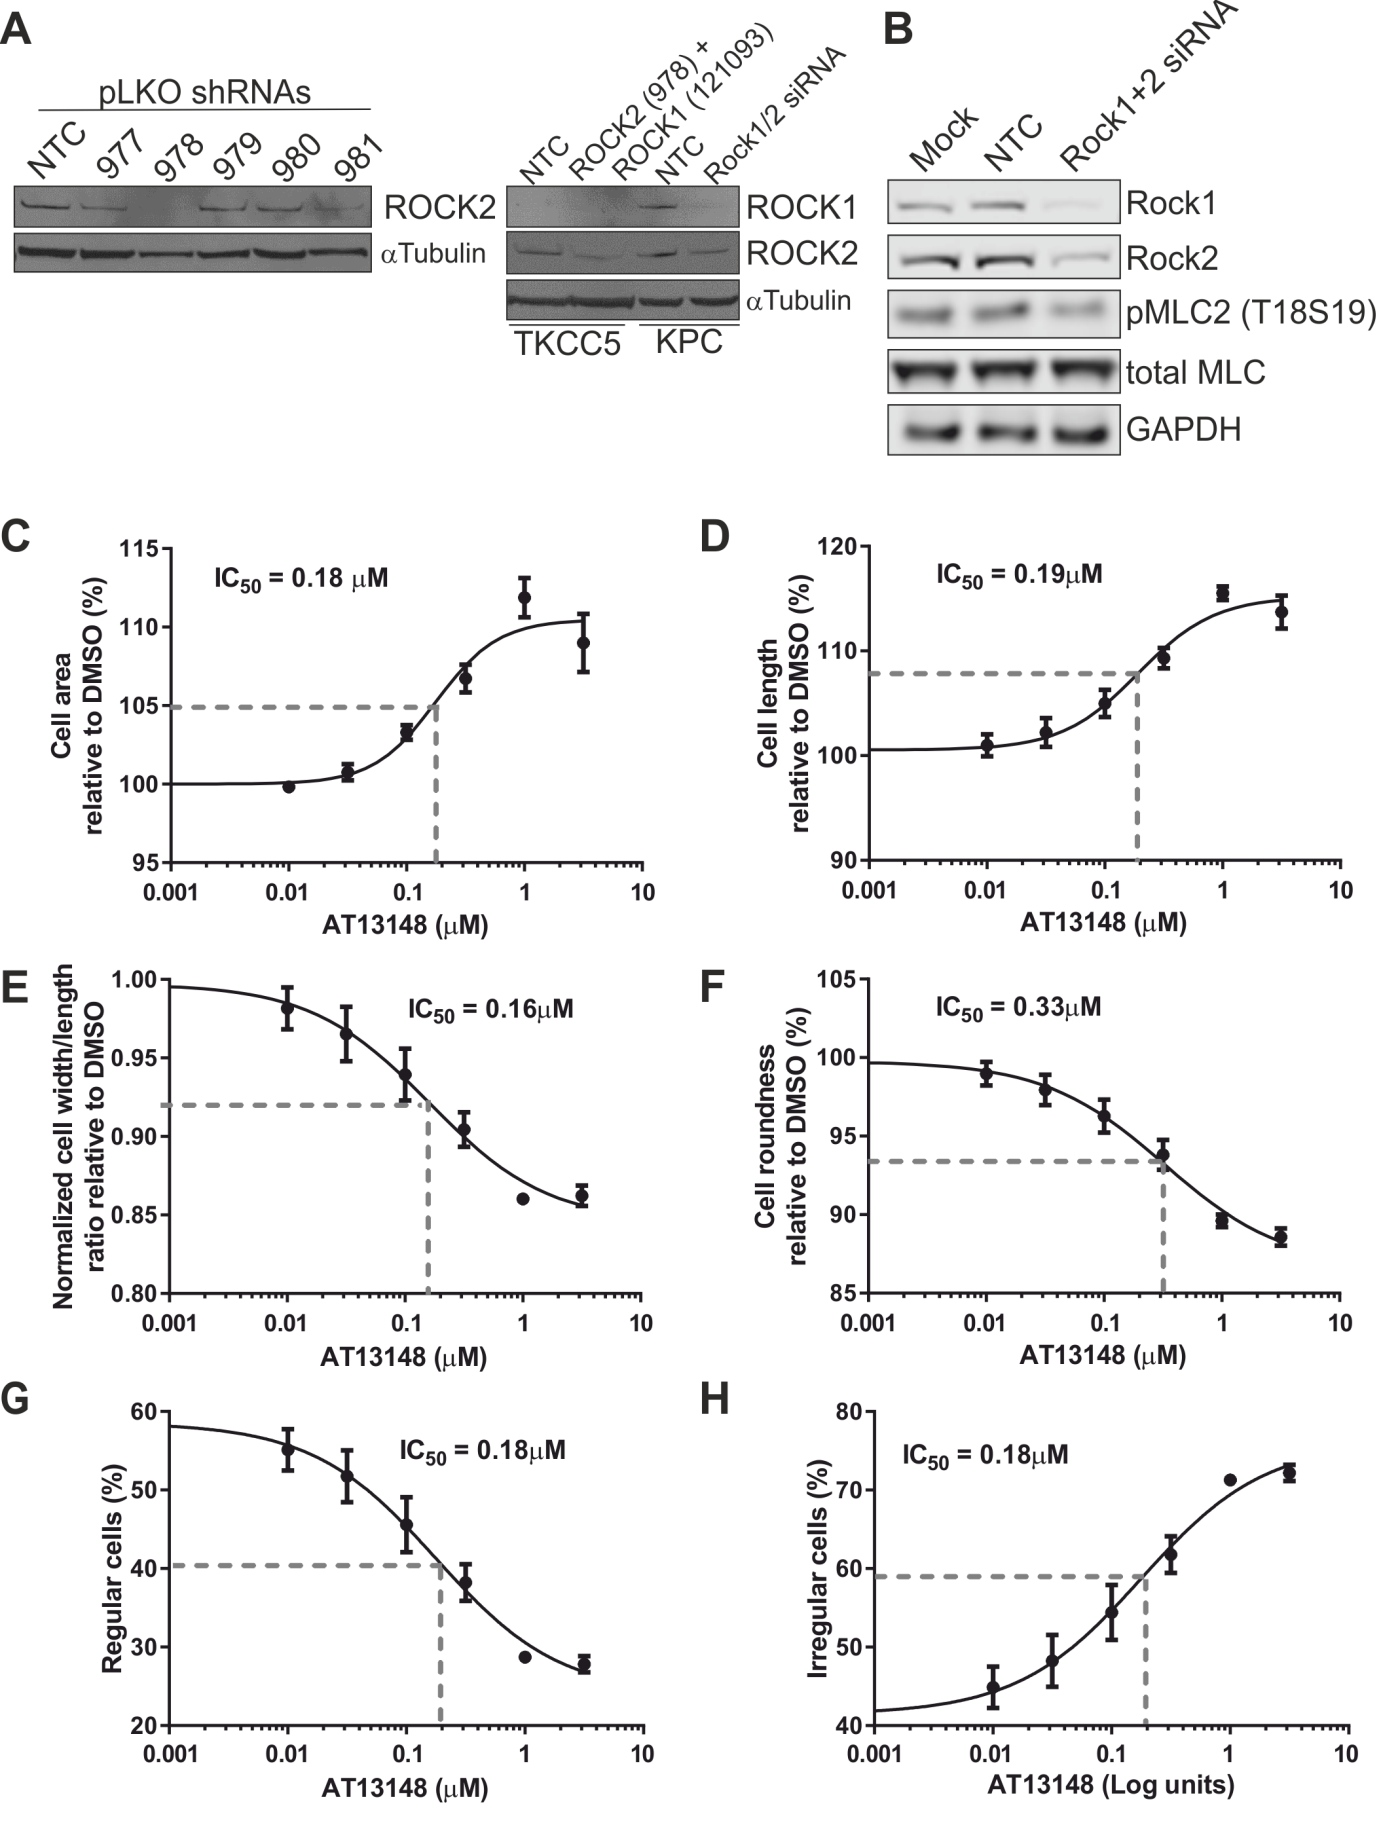 A
pLKO shRNAs
NTC
977
978
979
980
981
ROCK2
αTubulin
NTC
ROCK2 (978) +
ROCK1 (121093)
NTC
Rock1/2 siRNA
ROCK1
ROCK2
αTubulin
TKCC5
KPC
B
Mock
NTC
Rock1+2 siRNA
Rock1
Rock2
pMLC2 (T18S19)
total MLC
GAPDH
C
IC50 = 0.18 μM
Cell area
relative to DMSO (%)
115
110
105
100
95
0.001 0.01 0.1 1 10
AT13148 (μM)
D
IC50 = 0.19μM
Cell length
relative to DMSO (%)
120
110
100
90
0.001 0.01 0.1 1 10
AT13148 (μM)
E
IC50 = 0.16μM
Normalized cell width/length
ratio relative to DMSO
1.00
0.95
0.90
0.85
0.80
0.001 0.01 0.1 1 10
AT13148 (μM)
F
IC50 = 0.33μM
Cell roundness
relative to DMSO (%)
105
100
95
90
85
0.001 0.01 0.1 1 10
AT13148 (μM)
G
IC50 = 0.18μM
Regular cells (%)
60
50
40
30
20
0.001 0.01 0.1 1 10
AT13148 (μM)
H
IC50 = 0.18μM
Irregular cells (%)
80
70
60
50
40
0.001 0.01 0.1 1 10
AT13148 (Log units)